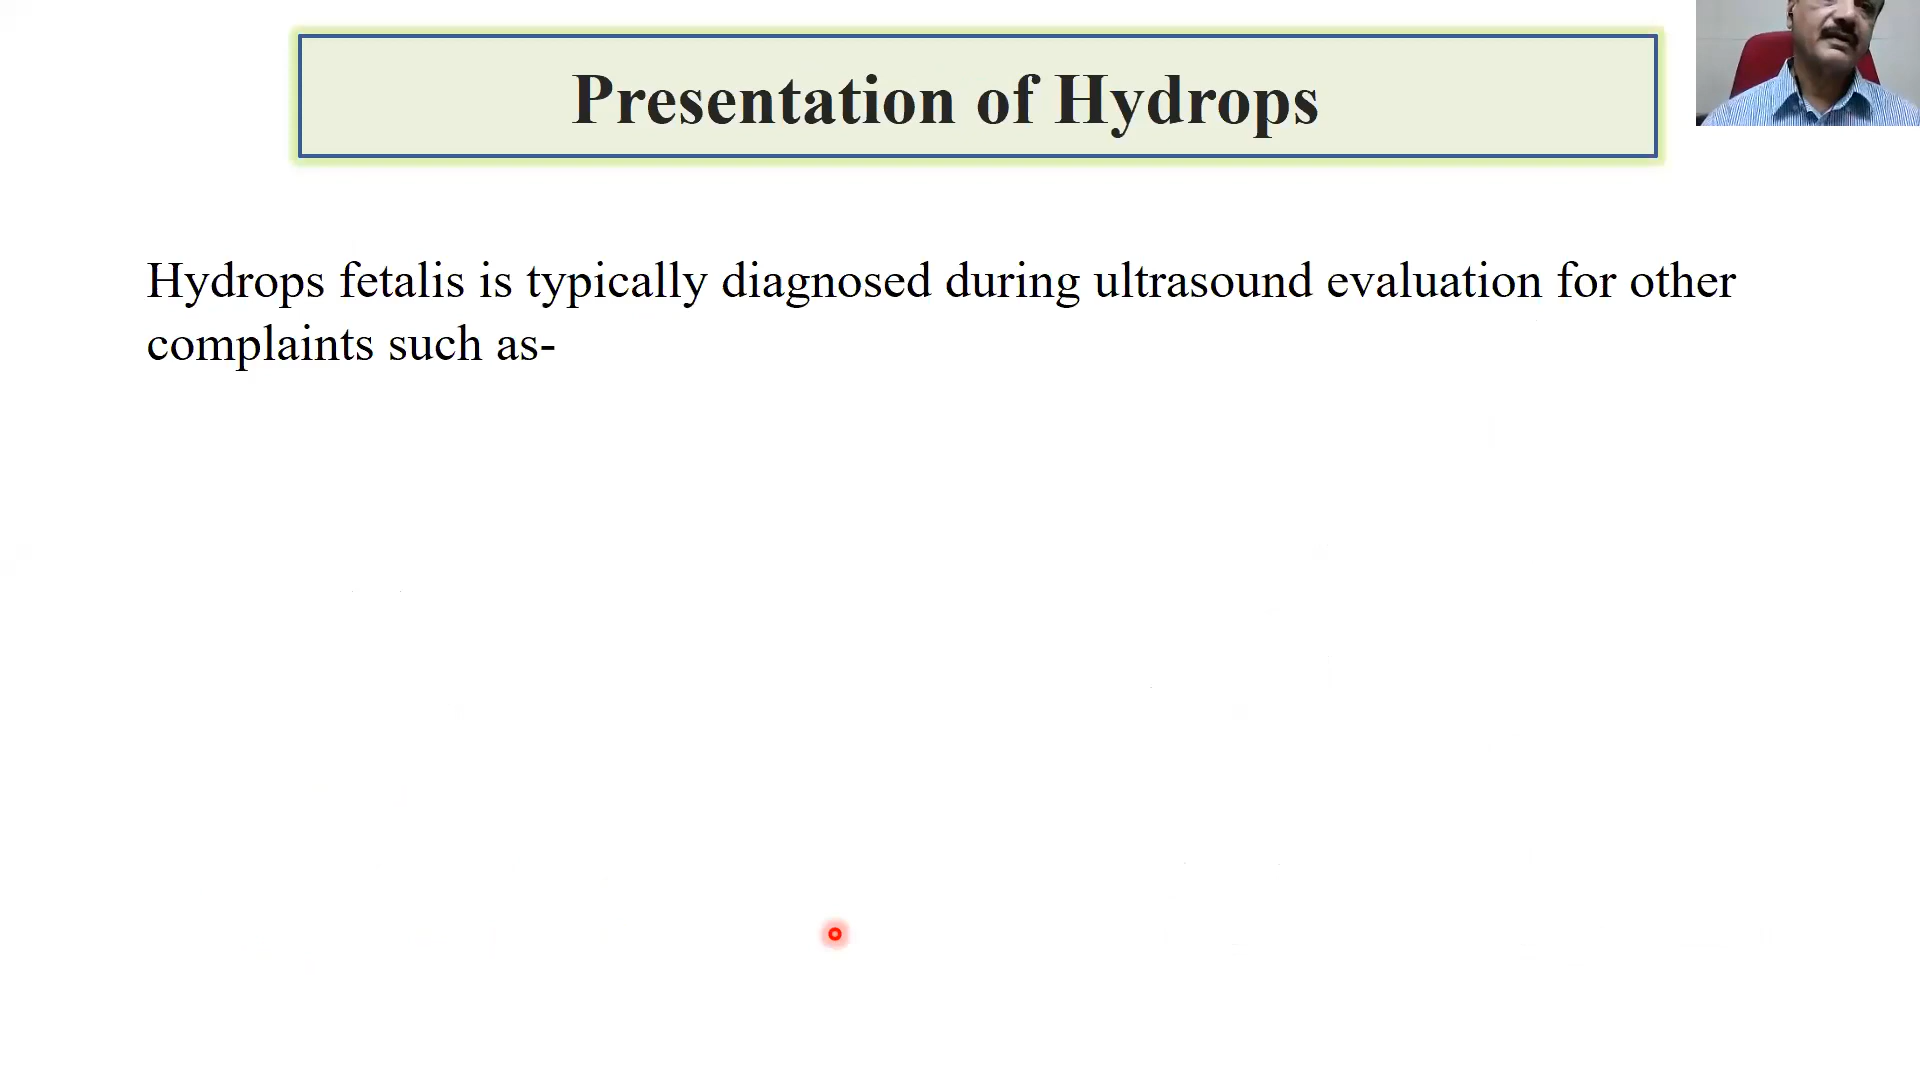 Presentation of Hydrops
Hydrops fetalis is typically diagnosed during ultrasound evaluation for other
complaints such as-